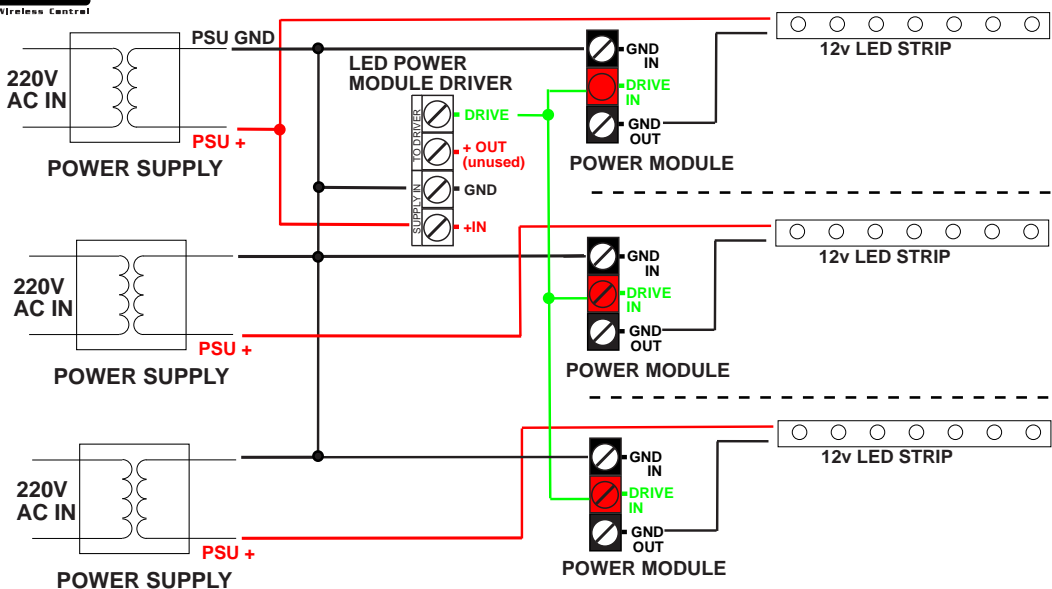 Wireless Control
PSU GND
220V
AC IN
PSU +
POWER SUPPLY
LED POWER
MODULE DRIVER
TO DRIVER
SUPPLY IN
DRIVE
+ OUT
(unused)
GND
+IN
GND
IN
DRIVE
IN
GND
OUT
POWER MODULE
12v LED STRIP
220V
AC IN
PSU +
POWER SUPPLY
GND
IN
DRIVE
IN
GND
OUT
POWER MODULE
12v LED STRIP
220V
AC IN
PSU +
POWER SUPPLY
GND
IN
DRIVE
IN
GND
OUT
POWER MODULE
12v LED STRIP